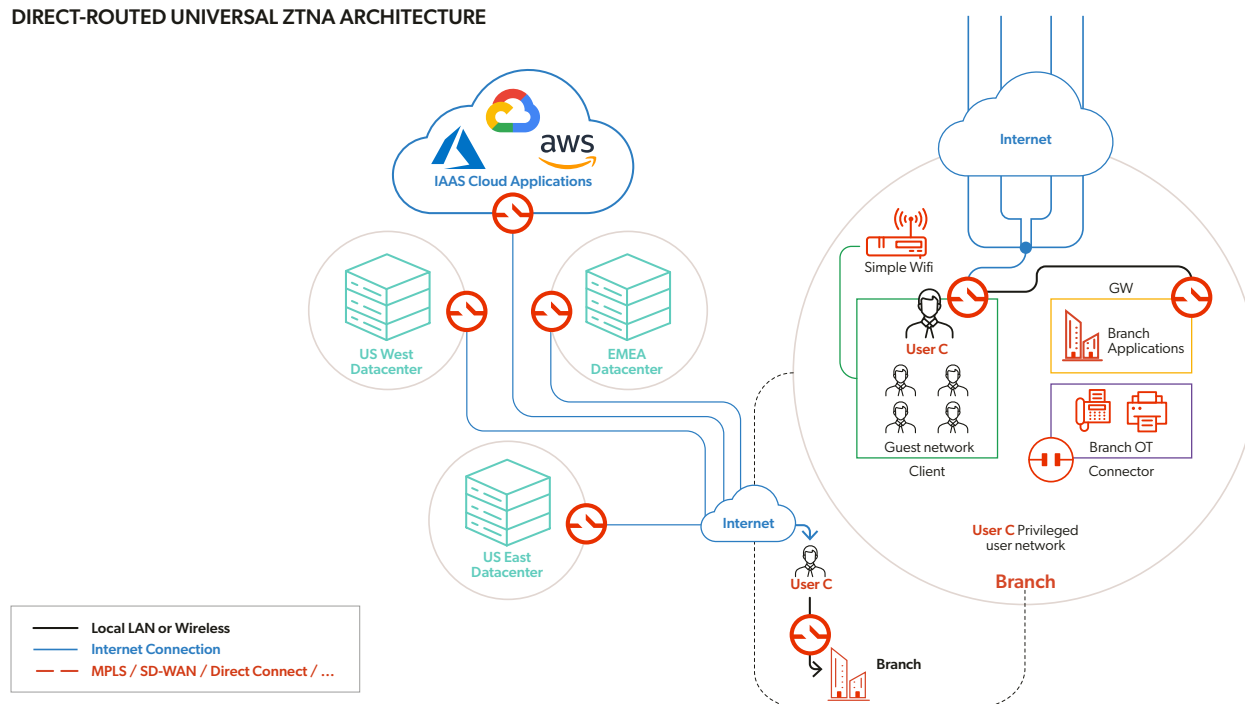 DIRECT-ROUTED UNIVERSAL ZTNA ARCHITECTURE
aws
IAAS Cloud Applications
US West
Datacenter
EMEA
Datacenter
US East
Datacenter
Internet
User C
Branch
Internet
Simple Wifi
User C
Guest network
Client
GW
Branch
Applications
Branch OT
Connector
User C Privileged
user network
Branch
Local LAN or Wireless
Internet Connection
MPLS / SD-WAN / Direct Connect / ...